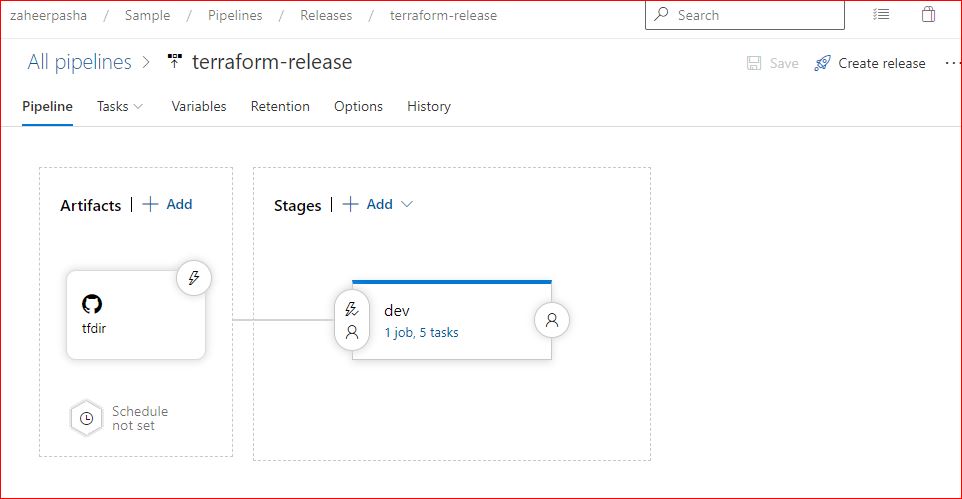 zaheerpasha / Sample / Pipelines / Releases / terraform-release
Search
All pipelines > terraform-release
Save
Create release
Pipeline Tasks Variables Retention Options History
Artifacts | + Add
Stages | + Add
tfdir
dev
1 job, 5 tasks
Schedule
not set